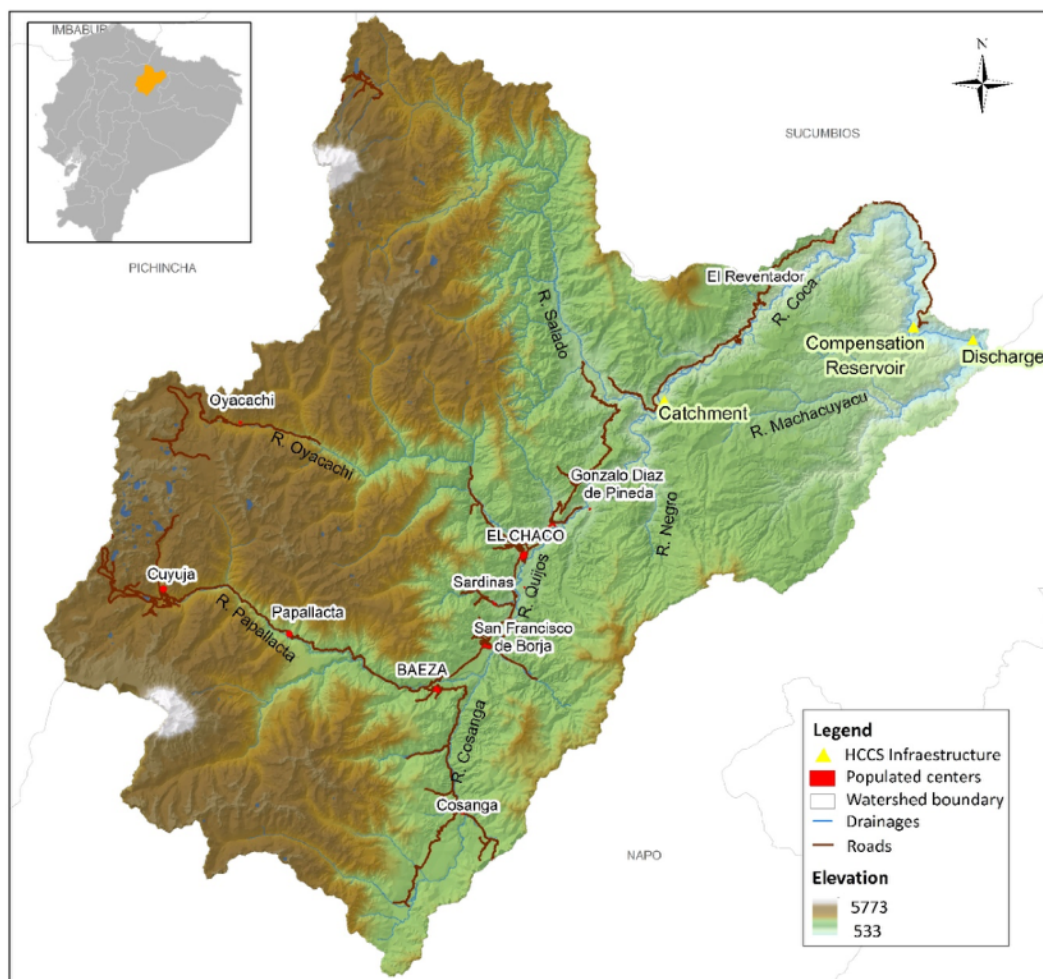 IMBABUR
N
SUCUMBIOS
PICHINCHA
El Reventador
R. Coca
R. Salado
Compensation
Reservoir
Discharge
Catchment
R. Machacuyacu
Oyacachi
R. Oyacachi
Gonzalo Diaz
de Pineda
R. Negro
EL CHACO
R. Quijos
Sardinas
Cuyuja
R. Papallacta
Papallacta
San Francisco
de Borja
BAEZA
R. Cosanga
Cosanga
NAPO
Legend
HCCS Infraestructure
Populated centers
Watershed boundary
Drainages
Roads
Elevation
5773
533